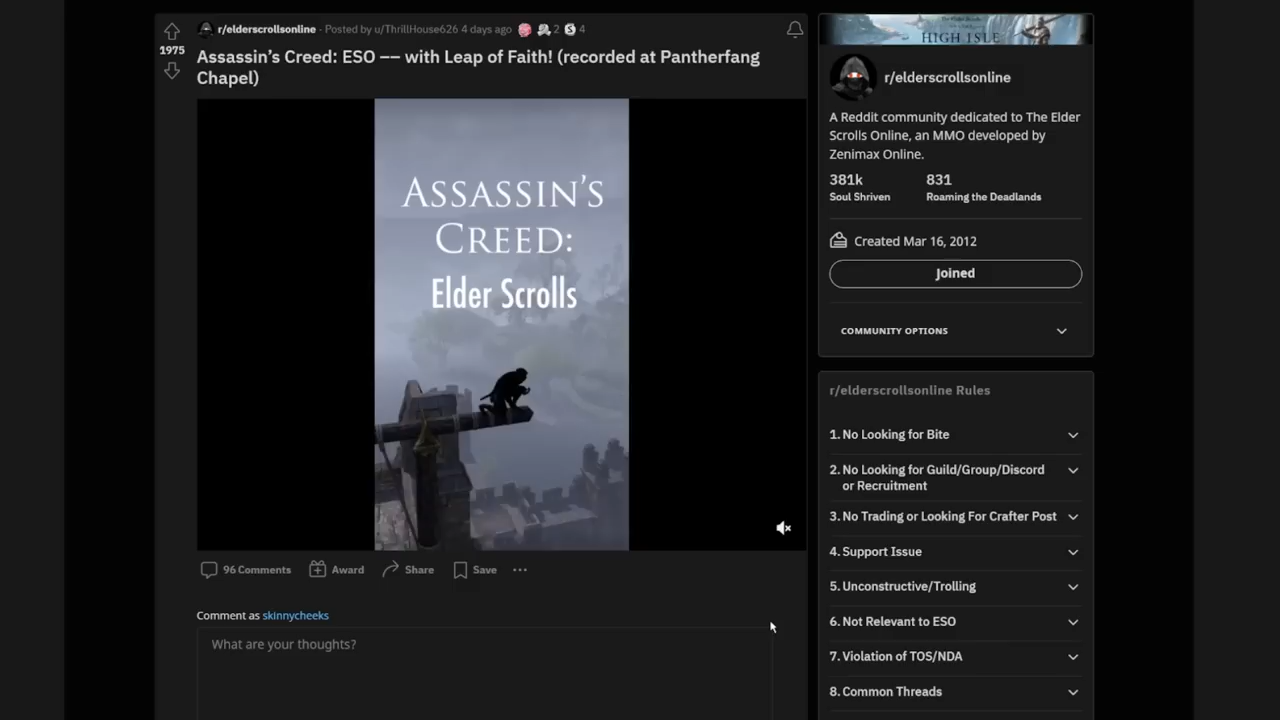 r/elderscrollsonline · Posted by u/ThrillHouse626 4 days ago 2 4
1975
Assassin's Creed: ESO –– with Leap of Faith! (recorded at Pantherfang
Chapel)
ASSASSIN'S
CREED:
Elder Scrolls
96 Comments Award Share Save
Comment as skinnycheeks
What are your thoughts?
HIGH ISLE
r/elderscrollsonline
A Reddit community dedicated to The Elder
Scrolls Online, an MMO developed by
Zenimax Online.
381k 831
Soul Shriven Roaming the Deadlands
Created Mar 16, 2012
Joined
COMMUNITY OPTIONS
r/elderscrollsonline Rules
1. No Looking for Bite
2. No Looking for Guild/Group/Discord
or Recruitment
3. No Trading or Looking For Crafter Post
4. Support Issue
5. Unconstructive/Trolling
6. Not Relevant to ESO
7. Violation of TOS/NDA
8. Common Threads